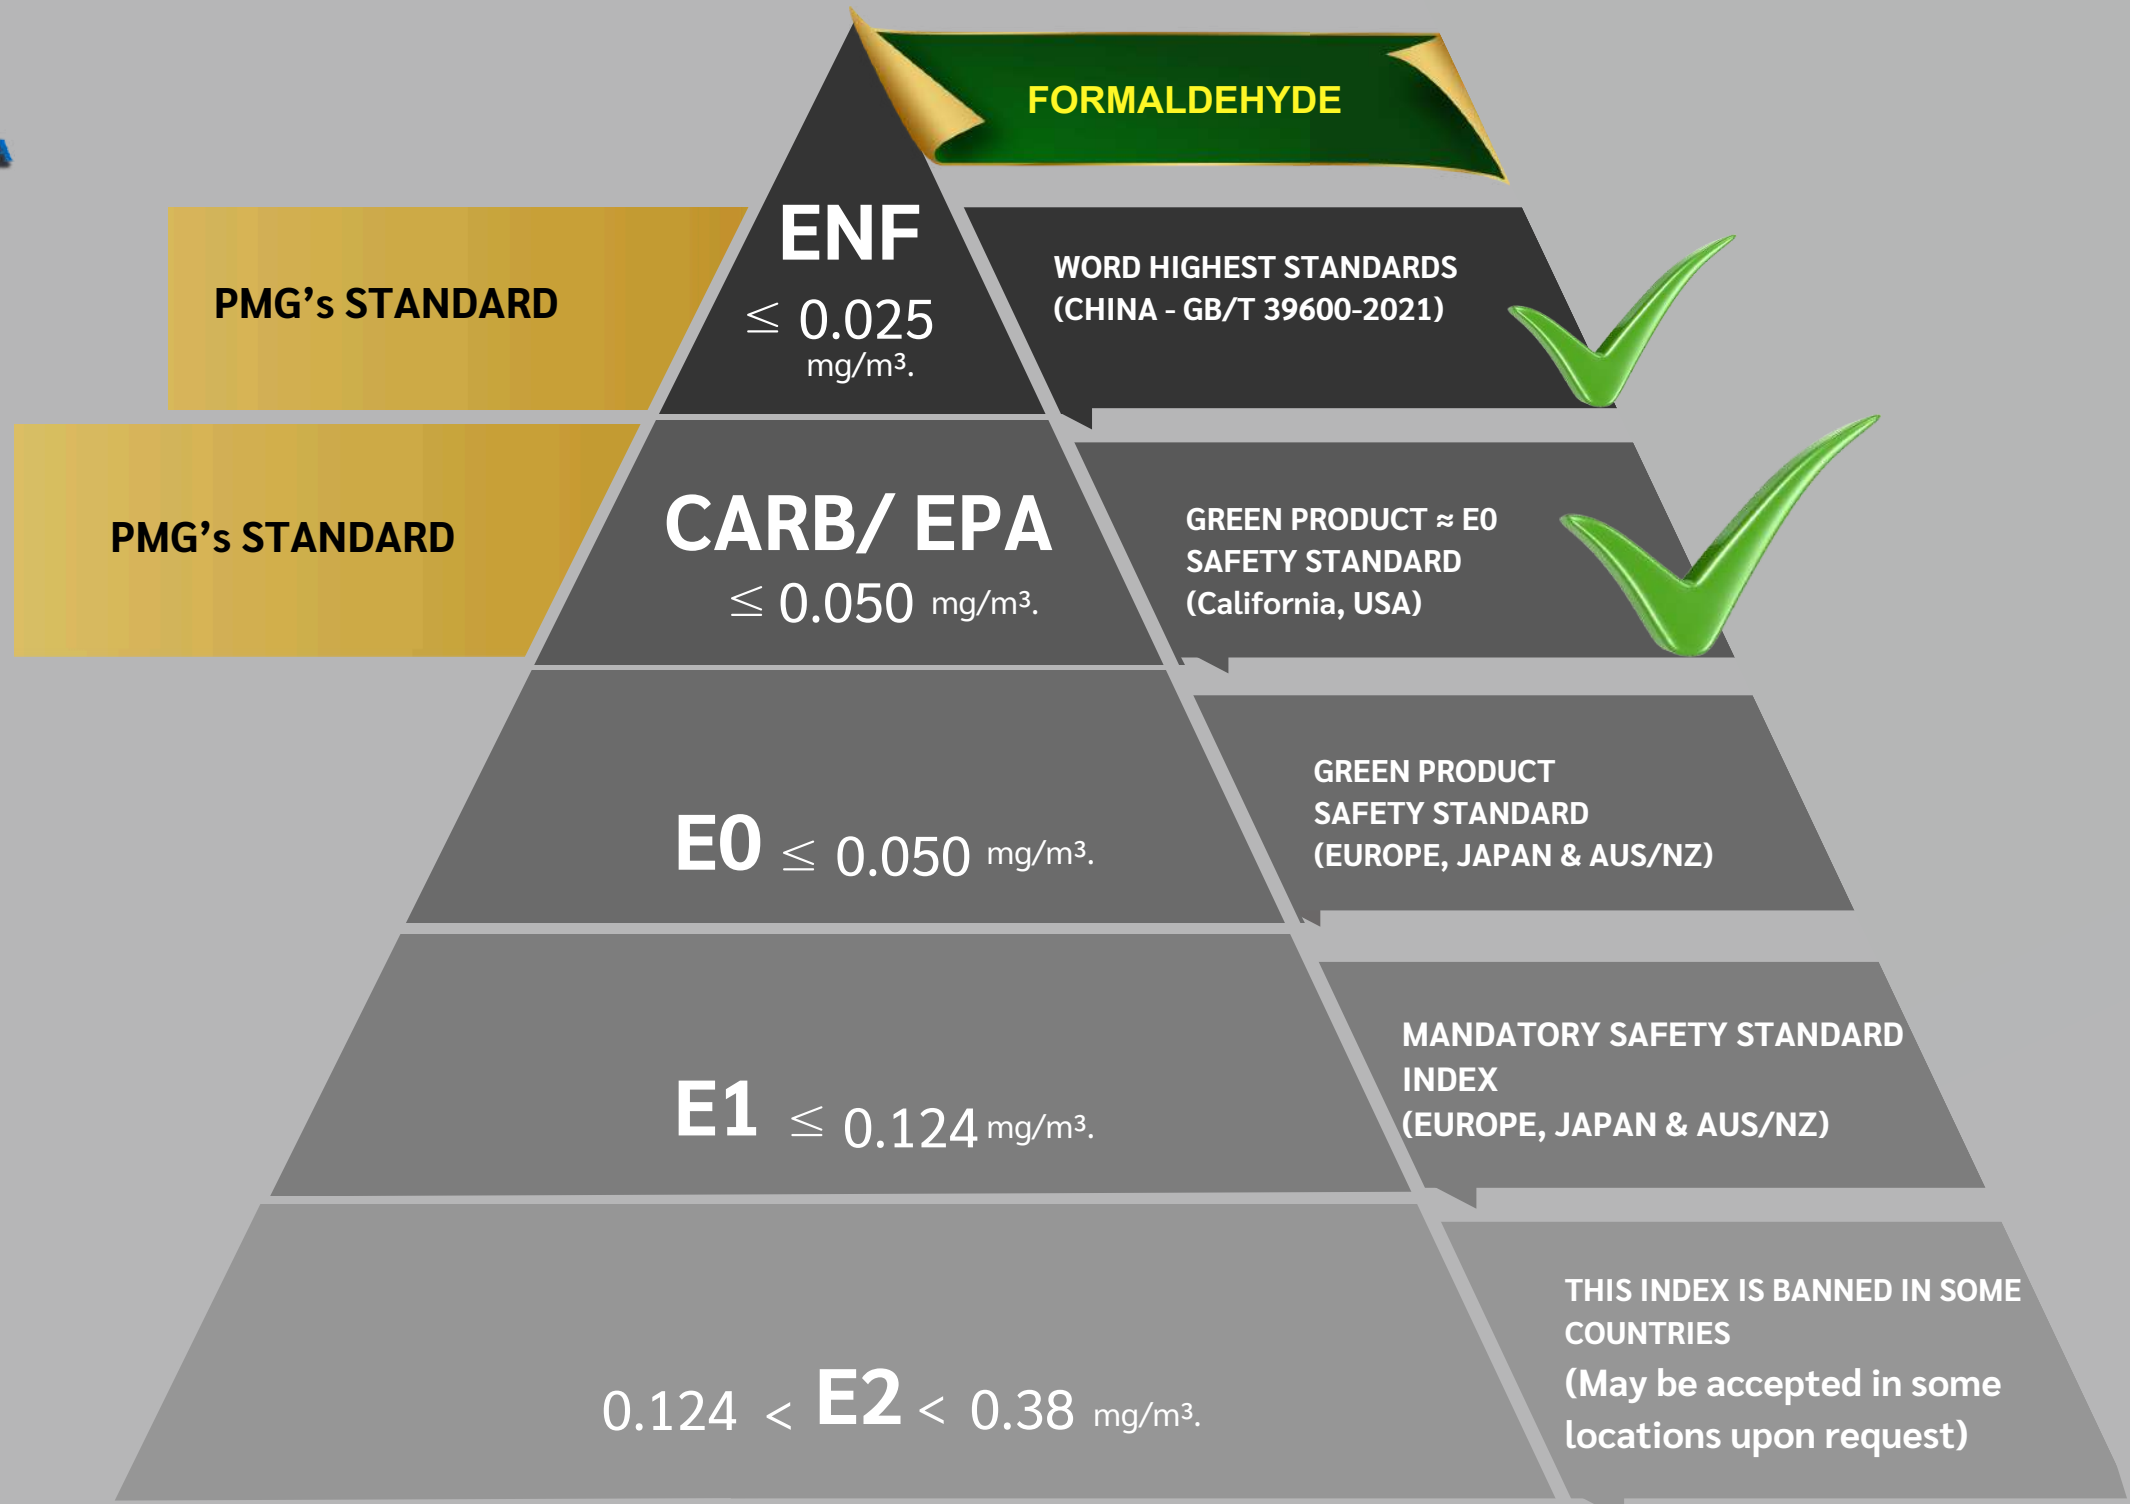 FORMALDEHYDE
PMG's STANDARD
ENF
≤ 0.025
mg/m³.
WORD HIGHEST STANDARDS
(CHINA - GB/T 39600-2021)
PMG's STANDARD
CARB/ EPA
≤ 0.050 mg/m³.
GREEN PRODUCT ≈ E0
SAFETY STANDARD
(California, USA)
E0 ≤ 0.050 mg/m³.
GREEN PRODUCT
SAFETY STANDARD
(EUROPE, JAPAN & AUS/NZ)
E1 ≤ 0.124 mg/m³.
MANDATORY SAFETY STANDARD
INDEX
(EUROPE, JAPAN & AUS/NZ)
0.124 < E2 < 0.38 mg/m³.
THIS INDEX IS BANNED IN SOME
COUNTRIES
(May be accepted in some
locations upon request)